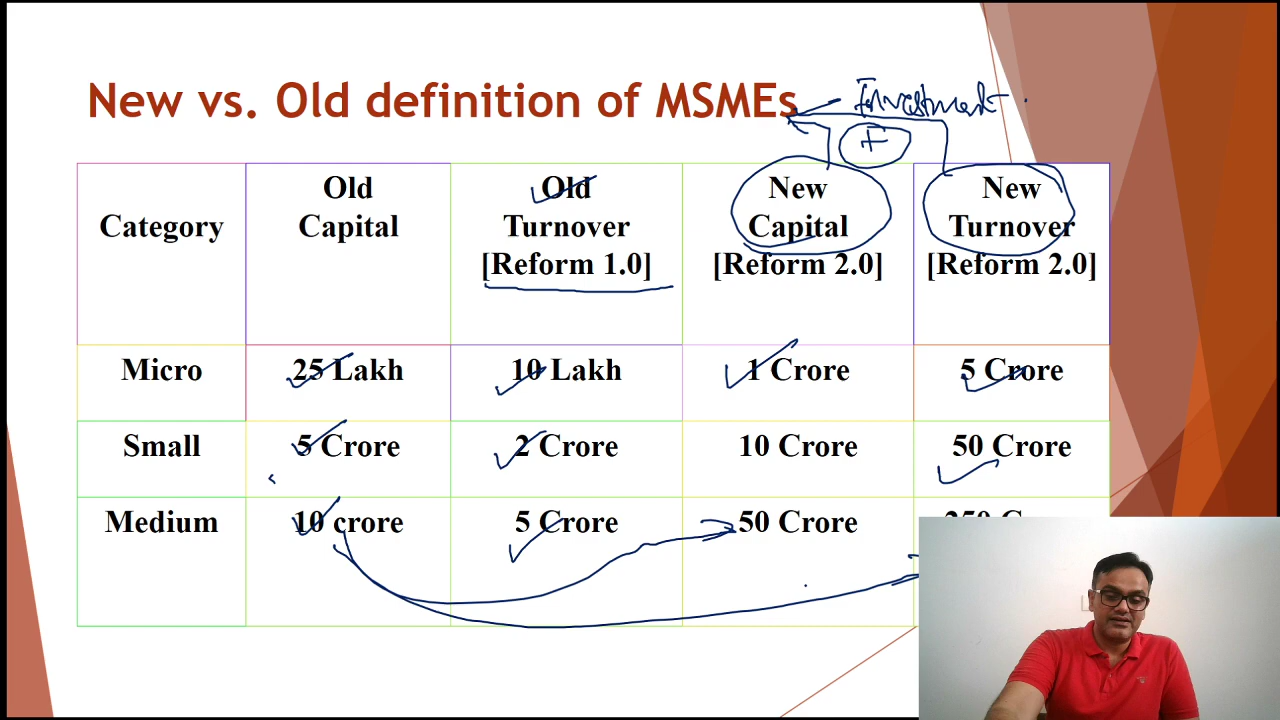 New vs. Old definition of MSMEs
Investment
+
Category
Old
Capital
Old
Turnover
[Reform 1.0]
New
Capital
[Reform 2.0]
New
Turnover
[Reform 2.0]
Micro
25 Lakh
10 Lakh
1 Crore
5 Crore
Small
5 Crore
2 Crore
10 Crore
50 Crore
Medium
10 crore
5 Crore
50 Crore